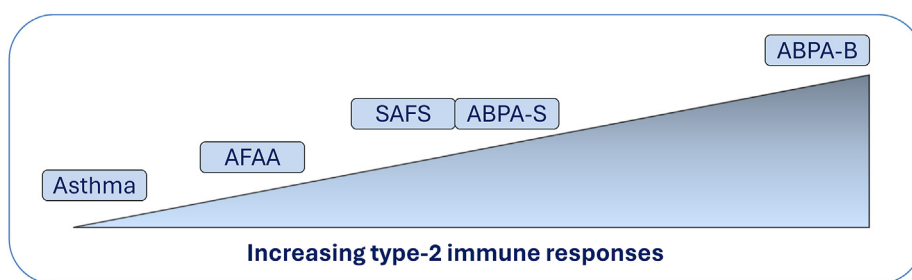 ABPA-B
SAFS ABPA-S
AFAA
Asthma
Increasing type-2 immune responses